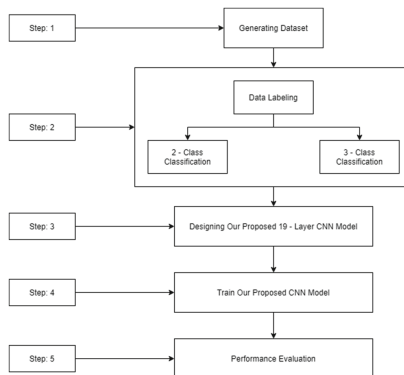 Step: 1
Generating Dataset
Step: 2
Data Labeling
2 - Class
Classification
3 - Class
Classification
Step: 3
Designing Our Proposed 19 - Layer CNN Model
Step: 4
Train Our Proposed CNN Model
Step: 5
Performance Evaluation